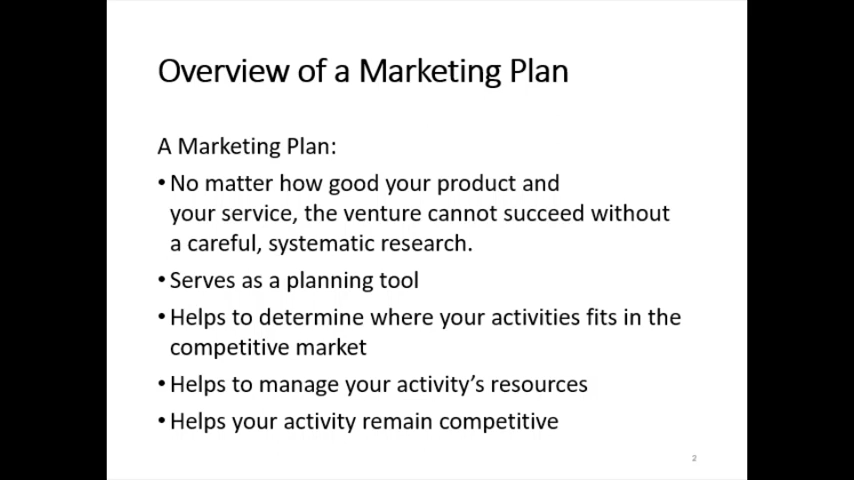 Overview of a Marketing Plan
A Marketing Plan:
•No matter how good your product and
your service, the venture cannot succeed without
a careful, systematic research.
•Serves as a planning tool
•Helps to determine where your activities fits in the
competitive market
•Helps to manage your activity’s resources
•Helps your activity remain competitive
2